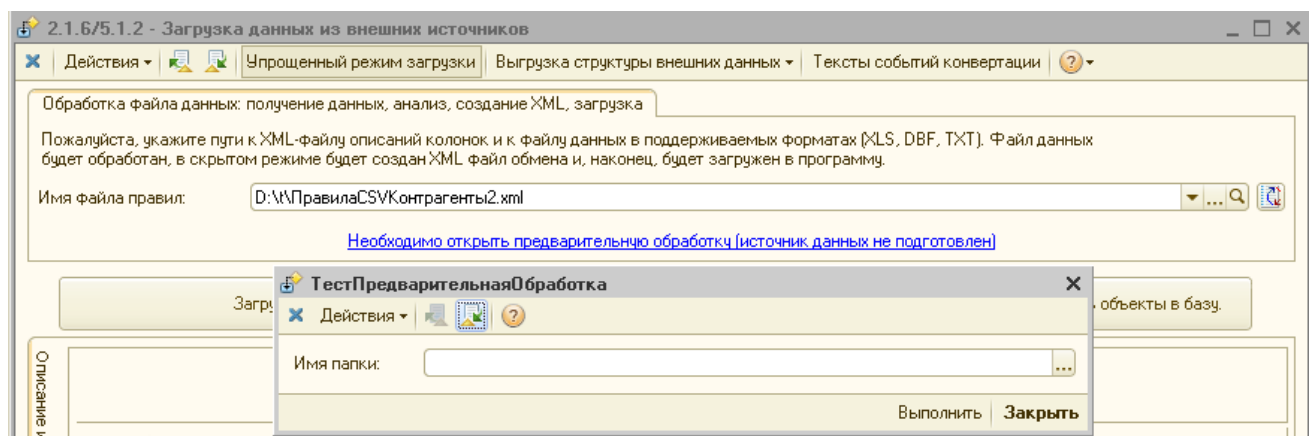 2.1.6/5.1.2 - Загрузка данных из внешних источников
Действия Упрощенный режим загрузки Выгрузка структуры внешних данных Тексты событий конвертации
Обработка файла данных: получение данных, анализ, создание XML, загрузка
Пожалуйста, укажите пути к XML-файлу описаний колонок и к файлу данных в поддерживаемых форматах (XLS, DBF, TXT). Файл данных
будет обработан, в скрытом режиме будет создан XML файл обмена и, наконец, будет загружен в программу.
Имя файла правил: D:\t\ПравилаCSVКонтрагенты2.xml
Необходимо открыть предварительную обработку (источник данных не подготовлен)
ТестПредварительнаяОбработка
объекты в базу.
Действия
Имя папки:
Описание
Выполнить Закрыть